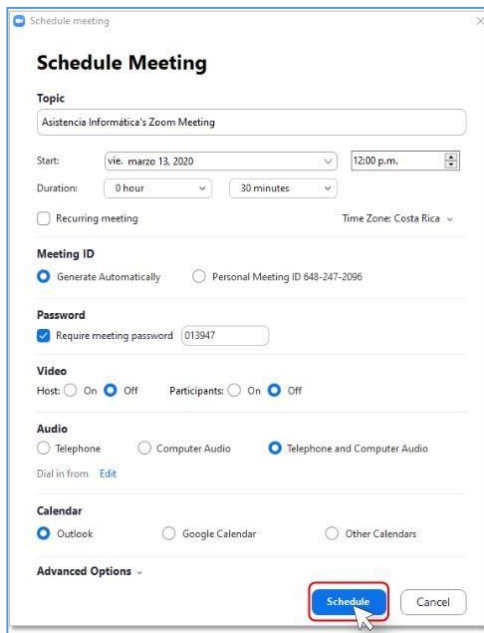 Schedule meeting
Schedule Meeting
Topic
Asistencia Informática's Zoom Meeting
Start: vie. marzo 13, 2020 12:00 p.m.
Duration: 0 hour 30 minutes
Recurring meeting Time Zone: Costa Rica
Meeting ID
Generate Automatically Personal Meeting ID 648-247-2096
Password
Require meeting password 013947
Video
Host: On Off Participants: On Off
Audio
Telephone Computer Audio Telephone and Computer Audio
Dial in from Edit
Calendar
Outlook Google Calendar Other Calendars
Advanced Options
Schedule Cancel